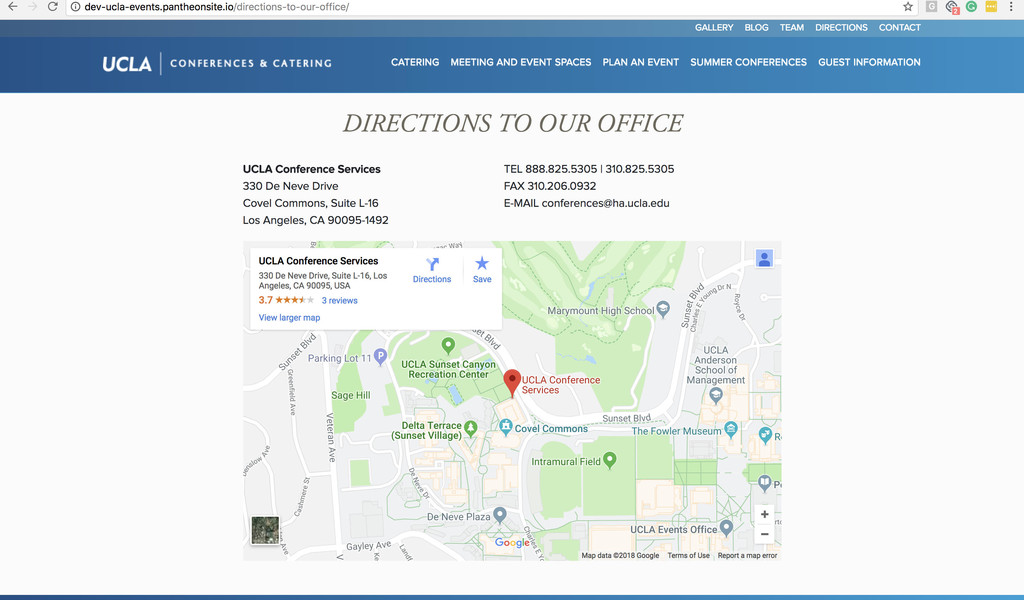 dev-ucla-events.pantheonsite.io/directions-to-our-office/
2
GALLERY BLOG TEAM DIRECTIONS CONTACT
UCLA CONFERENCES & CATERING
CATERING MEETING AND EVENT SPACES PLAN AN EVENT SUMMER CONFERENCES GUEST INFORMATION
DIRECTIONS TO OUR OFFICE
UCLA Conference Services
330 De Neve Drive
Covel Commons, Suite L-16
Los Angeles, CA 90095-1492
TEL 888.825.5305 | 310.825.5305
FAX 310.206.0932
E-MAIL conferences@ha.ucla.edu
UCLA Conference Services
330 De Neve Drive, Suite L-16, Los
Angeles, CA 90095, USA
3.7 3 reviews
View larger map
Directions
Save
Marymount High School
Sunset Blvd
Charles E Young Dr N
Royce Dr
Sunset Blvd
Parking Lot 11 P
UCLA Sunset Canyon
Recreation Center
UCLA
Anderson
School of
Management
UCLA Conference
Services
Greenfield Ave
Sage Hill
Veteran Ave
Sunset Blvd
Delta Terrace
(Sunset Village)
Covel Commons
The Fowler Museum
Intramural Field
Cashmere St
De Neve Dr
De Neve Plaza
UCLA Events Office
Gayley Ave
Google
Charles E Yo
Map data ©2018 Google Terms of Use Report a map error